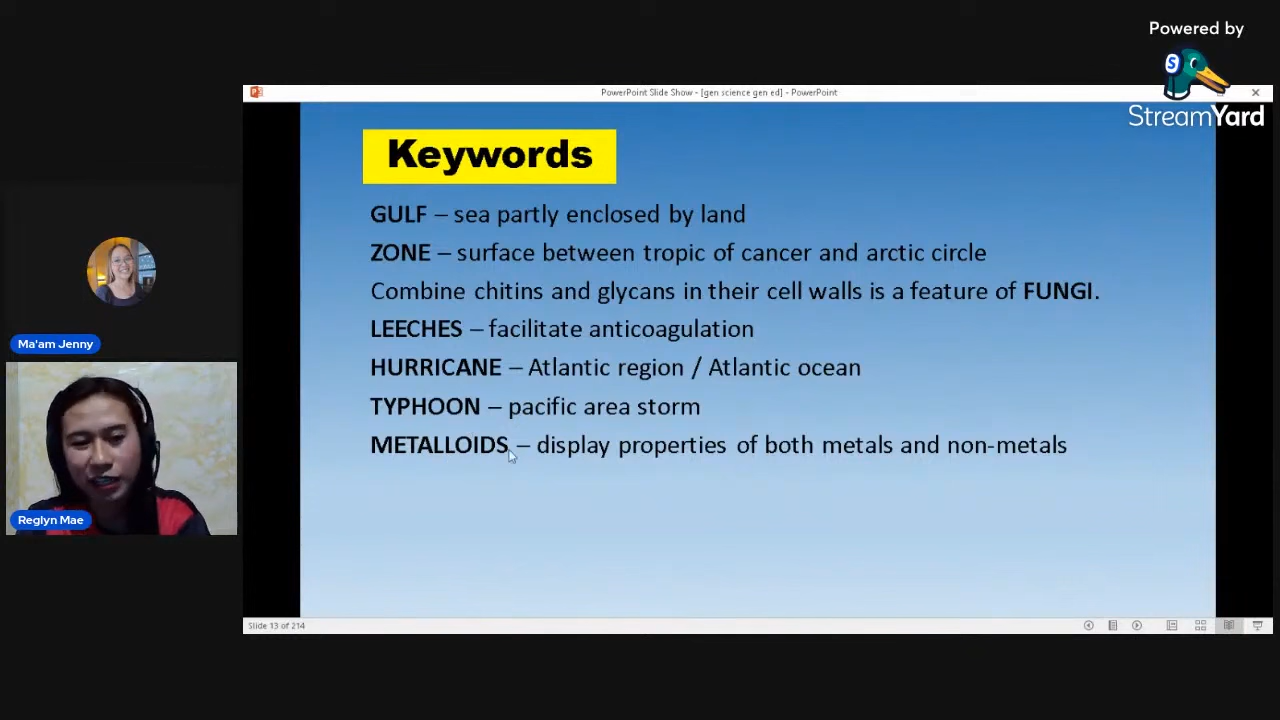 Powered by
StreamYard
PowerPoint Slide Show - [gen science gen ed] - PowerPoint
Keywords
GULF – sea partly enclosed by land
ZONE – surface between tropic of cancer and arctic circle
Combine chitins and glycans in their cell walls is a feature of FUNGI.
LEECHES – facilitate anticoagulation
HURRICANE – Atlantic region / Atlantic ocean
TYPHOON – pacific area storm
METALLOIDS – display properties of both metals and non-metals
Ma'am Jenny
Reglyn Mae
Slide 13 of 214